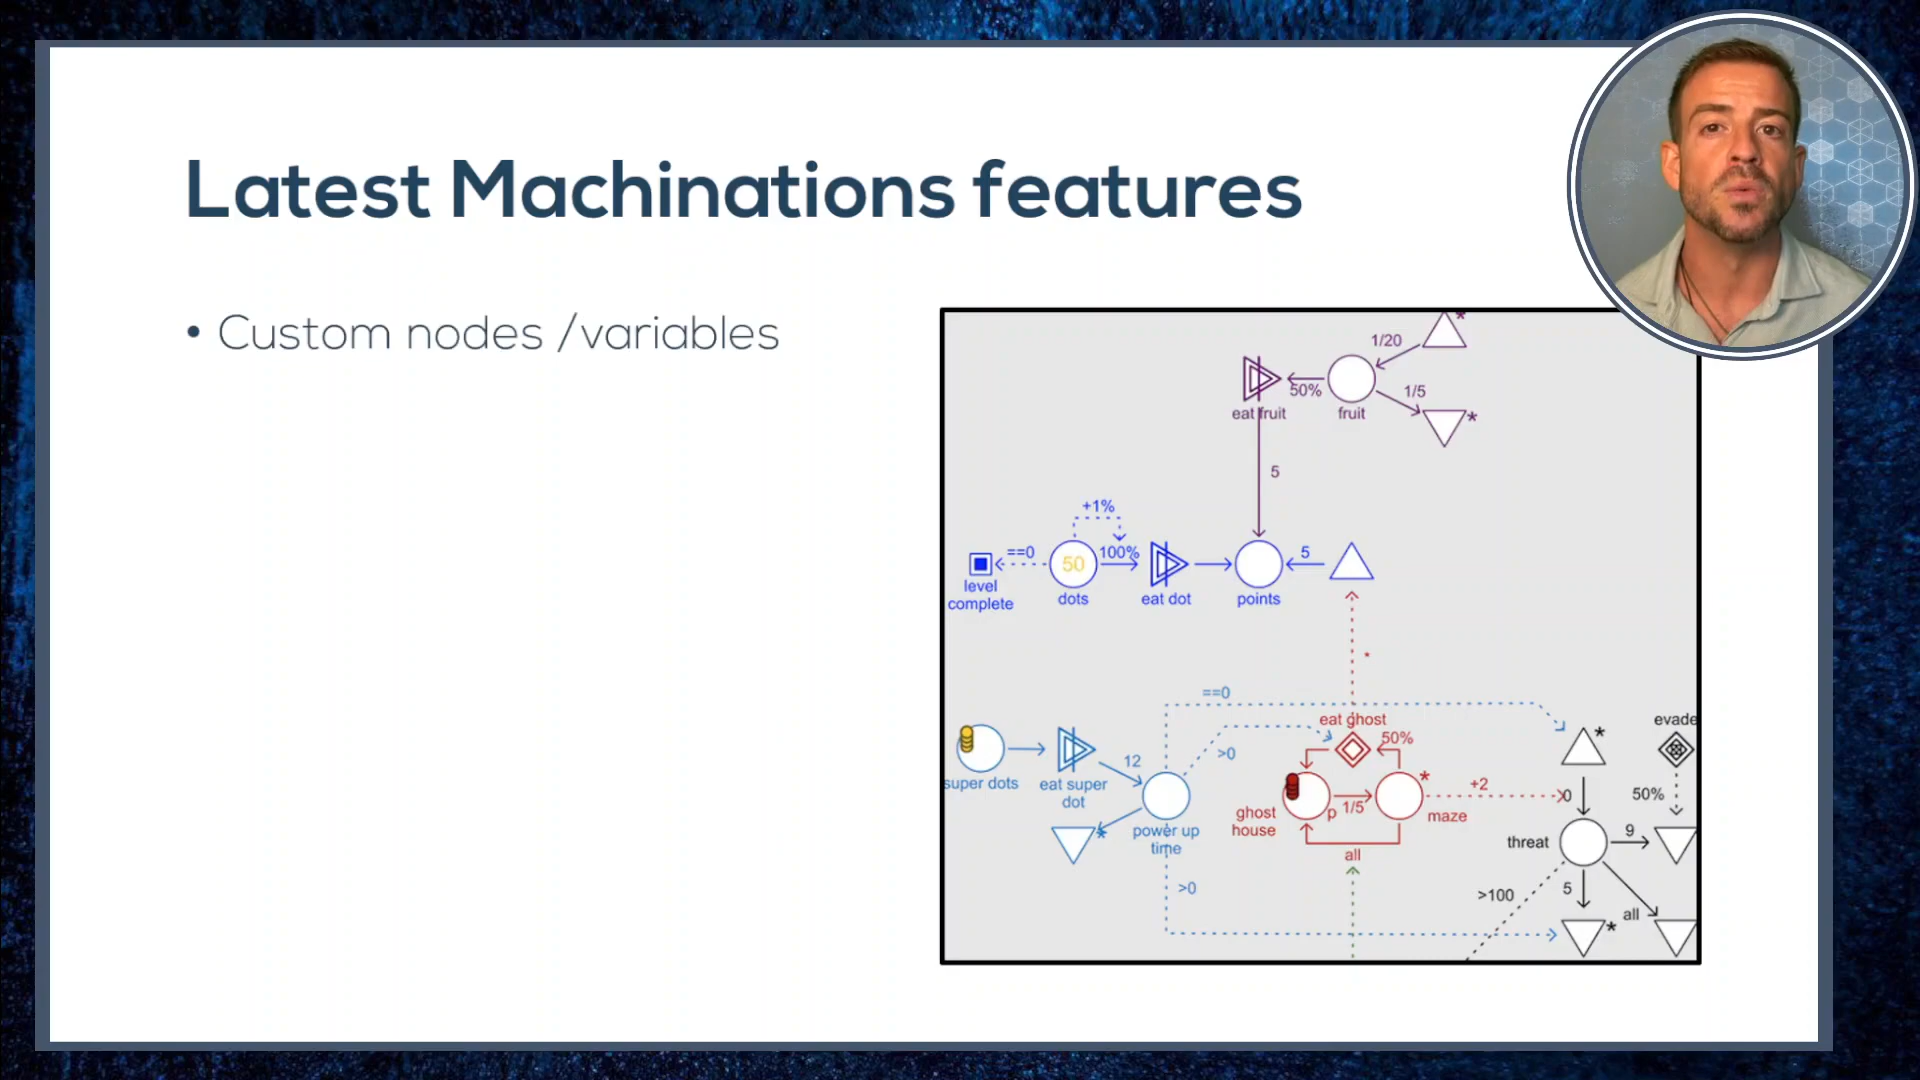 Latest Machinations features
• Custom nodes /variables
*
1/20
50%
1/5
*
eat fruit
fruit
5
+1%
==0
50
100%
5
level
complete
dots
eat dot
points
*
==0
eat ghost
50%
*
evade
>0
12
super dots
eat super
dot
*
+2
0
50%
ghost
house
p
1/5
maze
*
power up
time
threat
9
all
>0
>100
5
all
*